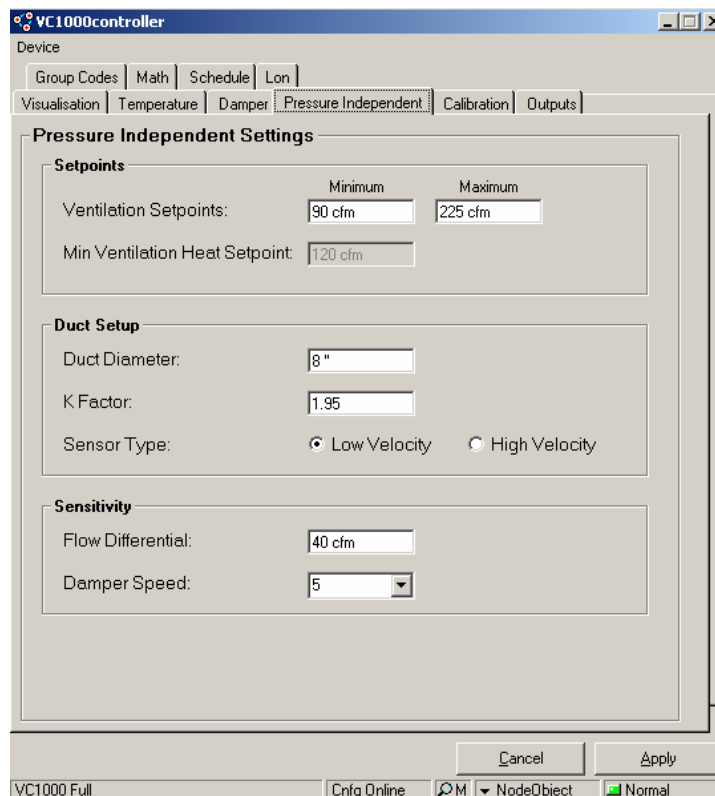 VC1000controller
Device
Group Codes Math Schedule Lon
Visualisation Temperature Damper Pressure Independent Calibration Outputs
Pressure Independent Settings
Setpoints
Minimum Maximum
Ventilation Setpoints: 90 cfm 225 cfm
Min Ventilation Heat Setpoint: 120 cfm
Duct Setup
Duct Diameter: 8 "
K Factor: 1.95
Sensor Type: Low Velocity High Velocity
Sensitivity
Flow Differential: 40 cfm
Damper Speed: 5
Cancel Apply
VC1000 Full Cnfg Online M NodeObject Normal